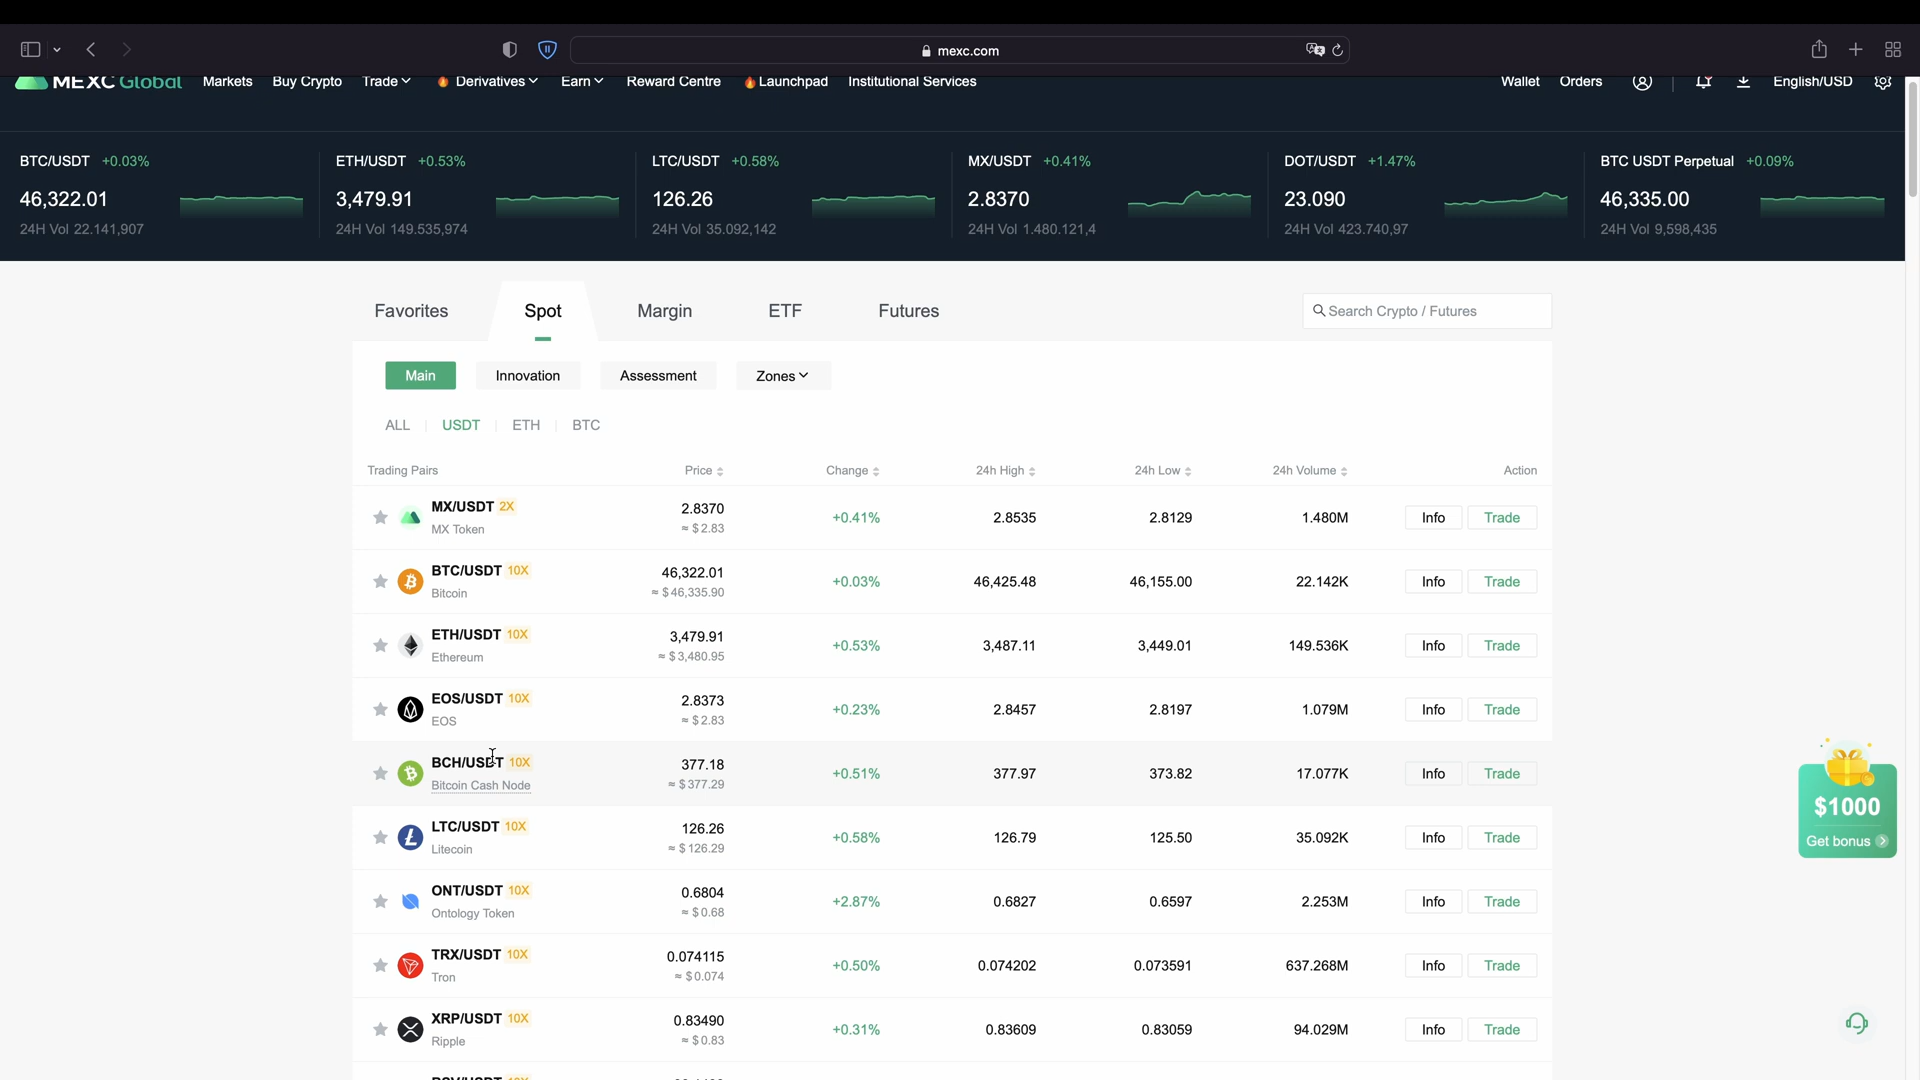 mexc.com
MEXC Global Markets Buy Crypto Trade Derivatives Earn Reward Centre Launchpad Institutional Services Wallet Orders English/USD
BTC/USDT +0.03% ETH/USDT +0.53% LTC/USDT +0.58% MX/USDT +0.41% DOT/USDT +1.47% BTC USDT Perpetual +0.09%
46,322.01 3,479.91 126.26 2.8370 23.090 46,335.00
24H Vol 22.141,907 24H Vol 149.535,974 24H Vol 35.092,142 24H Vol 1.480.121,4 24H Vol 423.740,97 24H Vol 9,598,435
Favorites Spot Margin ETF Futures Search Crypto / Futures
Main Innovation Assessment Zones
ALL USDT ETH BTC
Trading Pairs Price Change 24h High 24h Low 24h Volume Action
MX/USDT 2X 2.8370 +0.41% 2.8535 2.8129 1.480M Info Trade
MX Token ≈ $2.83
BTC/USDT 10X 46,322.01 +0.03% 46,425.48 46,155.00 22.142K Info Trade
Bitcoin ≈ $46,335.90
ETH/USDT 10X 3,479.91 +0.53% 3,487.11 3,449.01 149.536K Info Trade
Ethereum ≈ $3,480.95
EOS/USDT 10X 2.8373 +0.23% 2.8457 2.8197 1.079M Info Trade
EOS ≈ $2.83
BCH/USDT 10X 377.18 +0.51% 377.97 373.82 17.077K Info Trade
Bitcoin Cash Node ≈ $377.29
LTC/USDT 10X 126.26 +0.58% 126.79 125.50 35.092K Info Trade
Litecoin ≈ $126.29
ONT/USDT 10X 0.6804 +2.87% 0.6827 0.6597 2.253M Info Trade
Ontology Token ≈ $0.68
TRX/USDT 10X 0.074115 +0.50% 0.074202 0.073591 637.268M Info Trade
Tron ≈ $0.074
XRP/USDT 10X 0.83490 +0.31% 0.83609 0.83059 94.029M Info Trade
Ripple ≈ $0.83
$1000
Get bonus